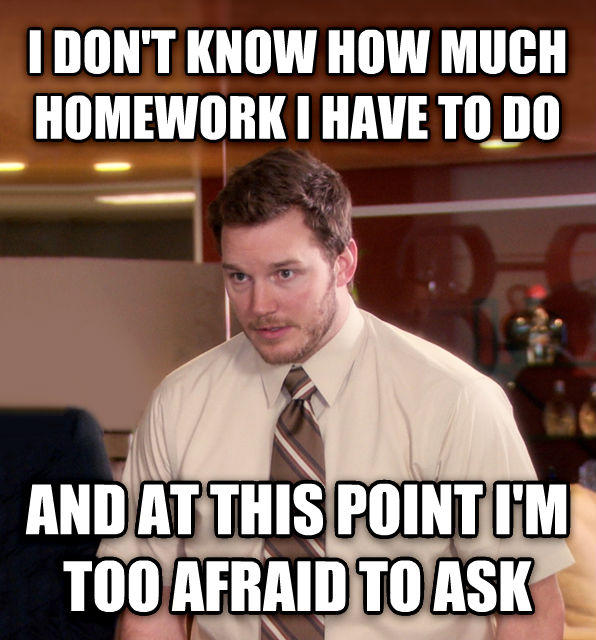 I DON'T KNOW HOW MUCH
HOMEWORK I HAVE TO DO
AND AT THIS POINT I'M
TOO AFRAID TO ASK